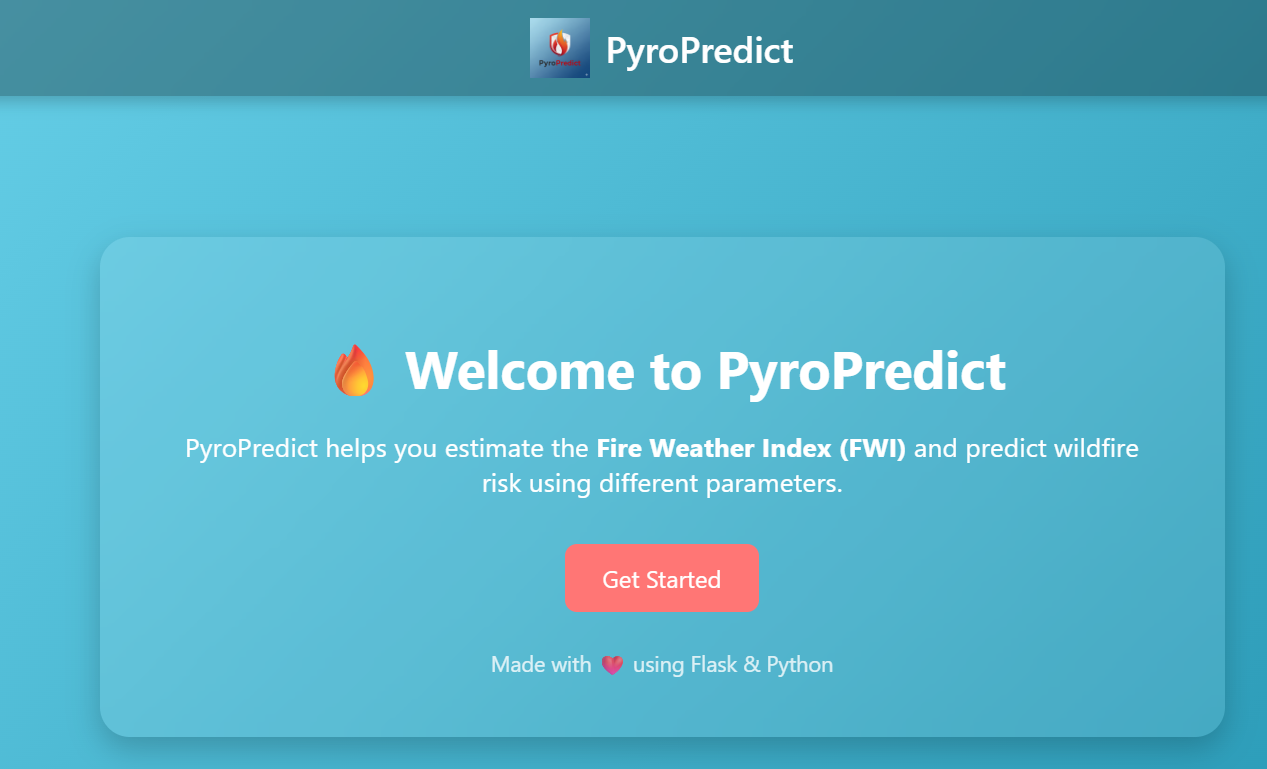 PyroPredict
PyroPredict
Welcome to PyroPredict
PyroPredict helps you estimate the Fire Weather Index (FWI) and predict wildfire
risk using different parameters.
Get Started
Made with ❤ using Flask & Python